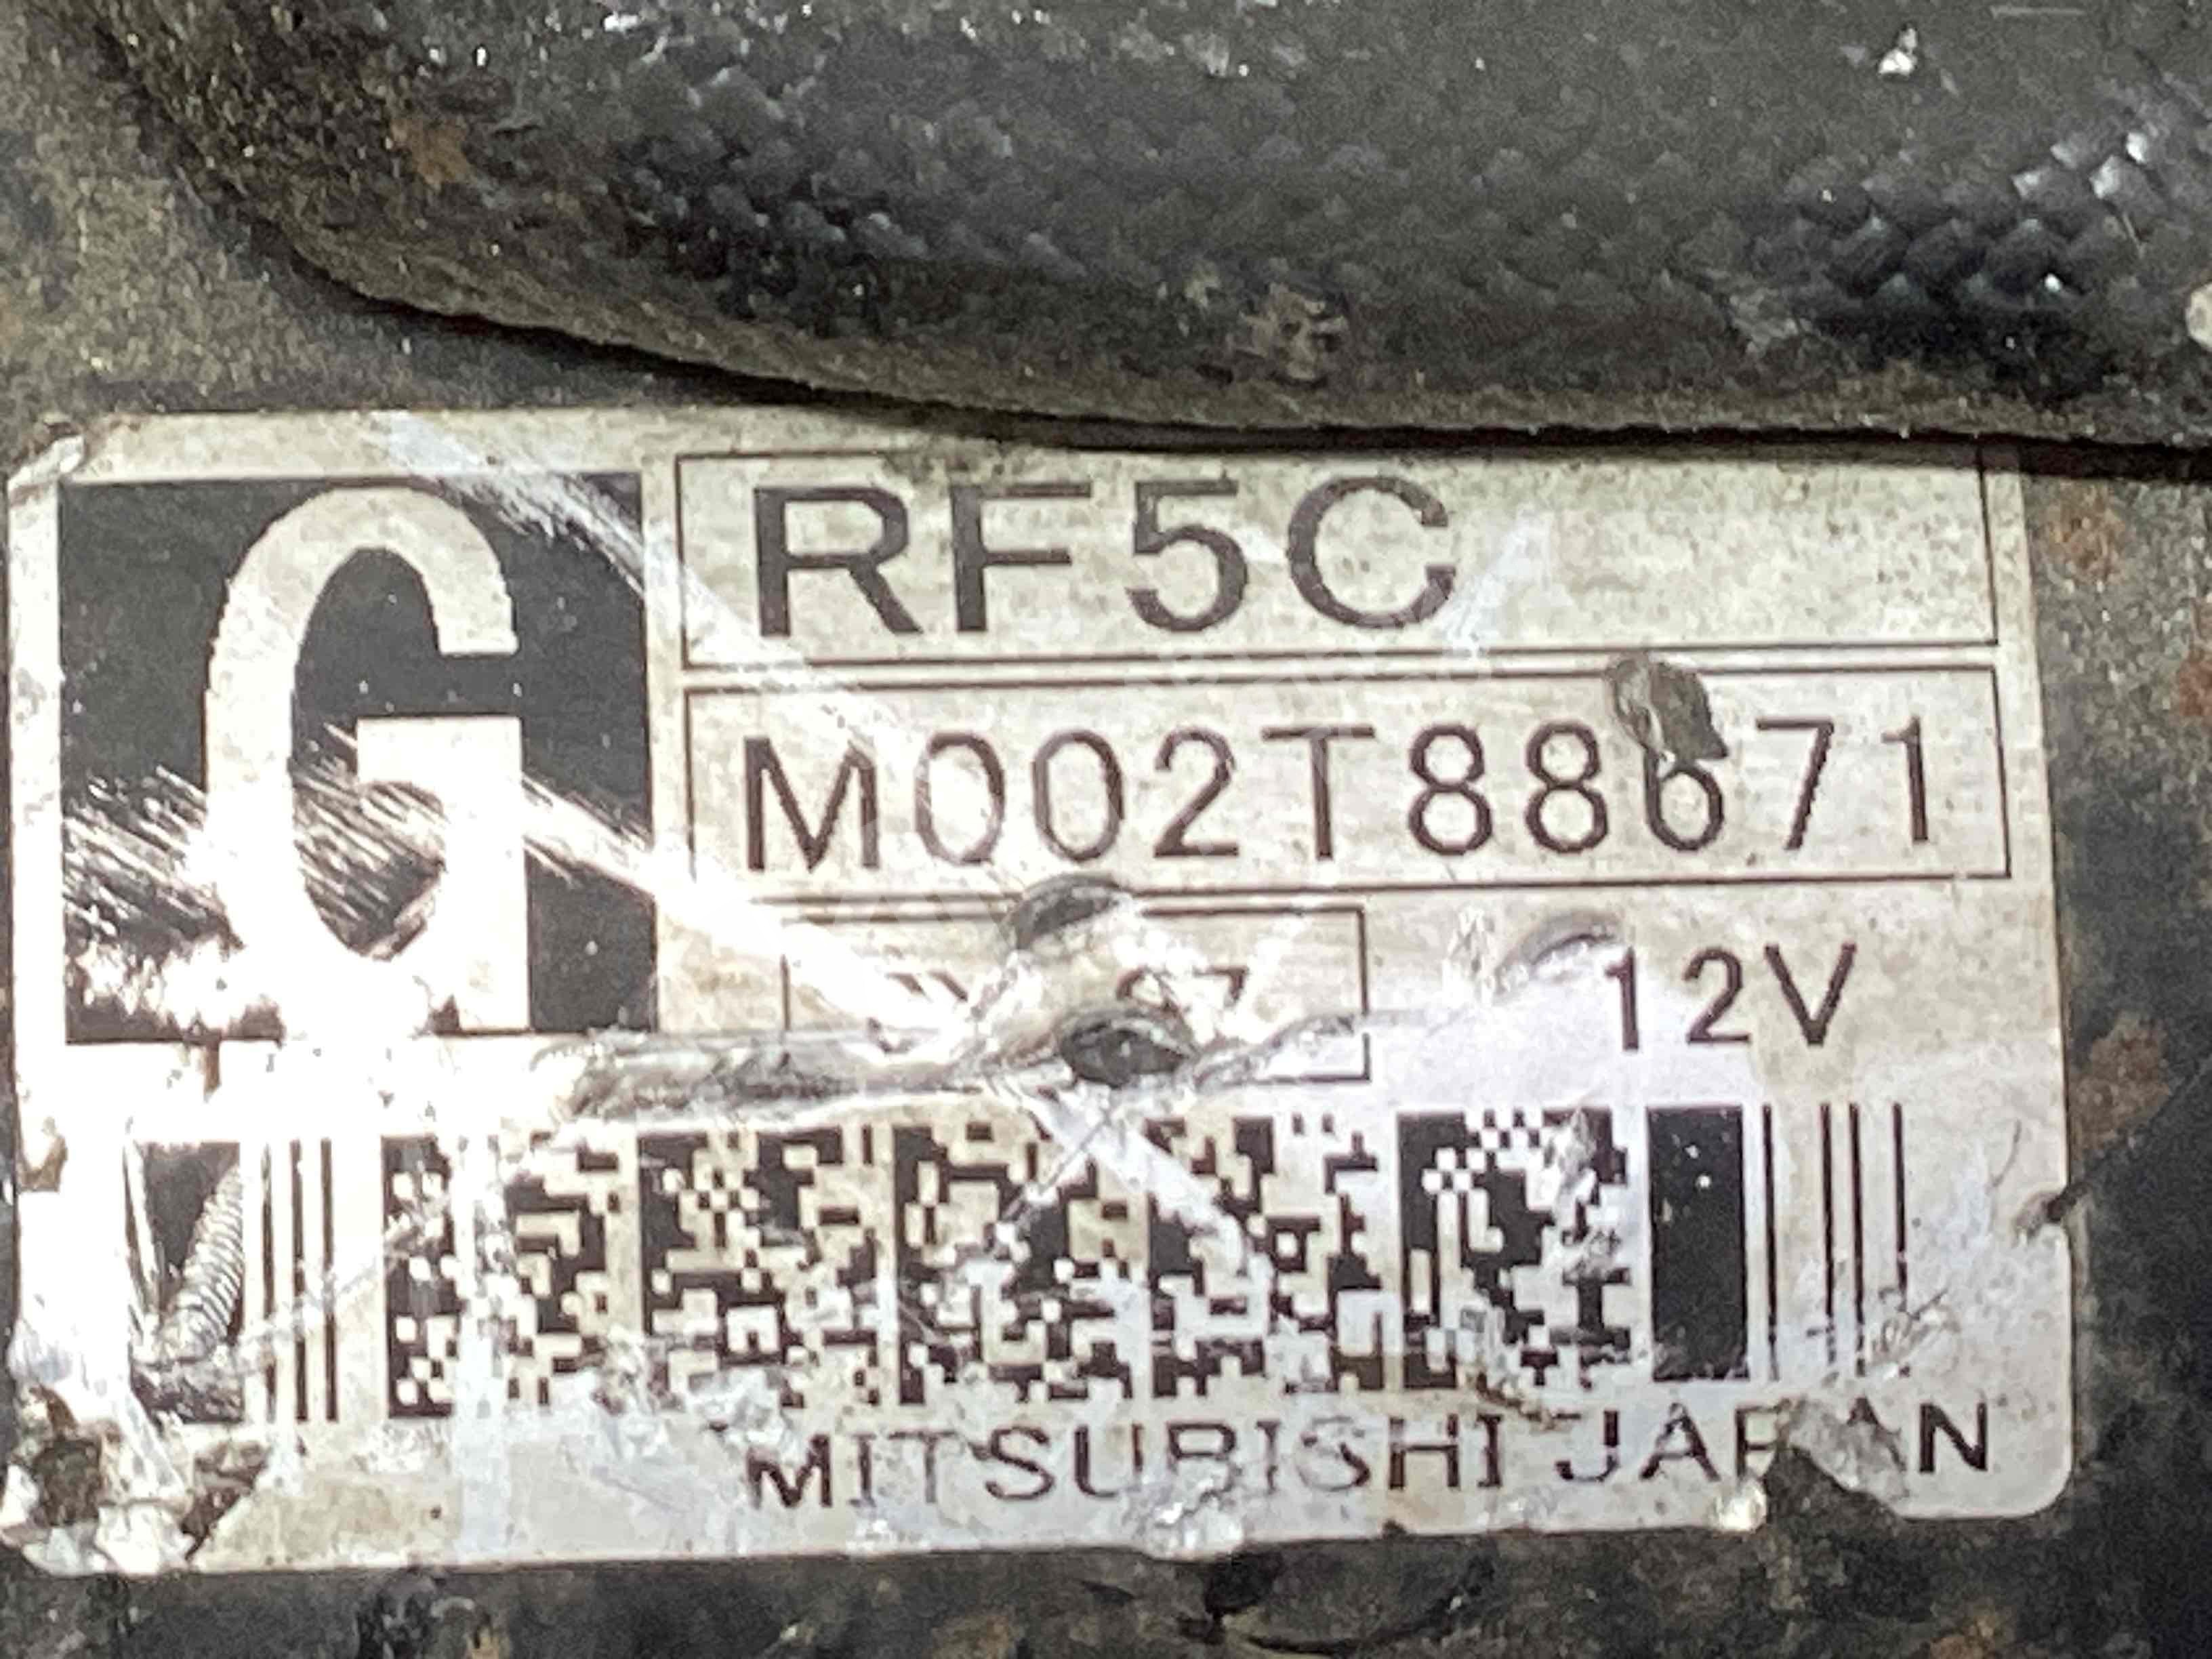 G
RF5C
M002T88671
12V
MITSUBISHI JAPAN